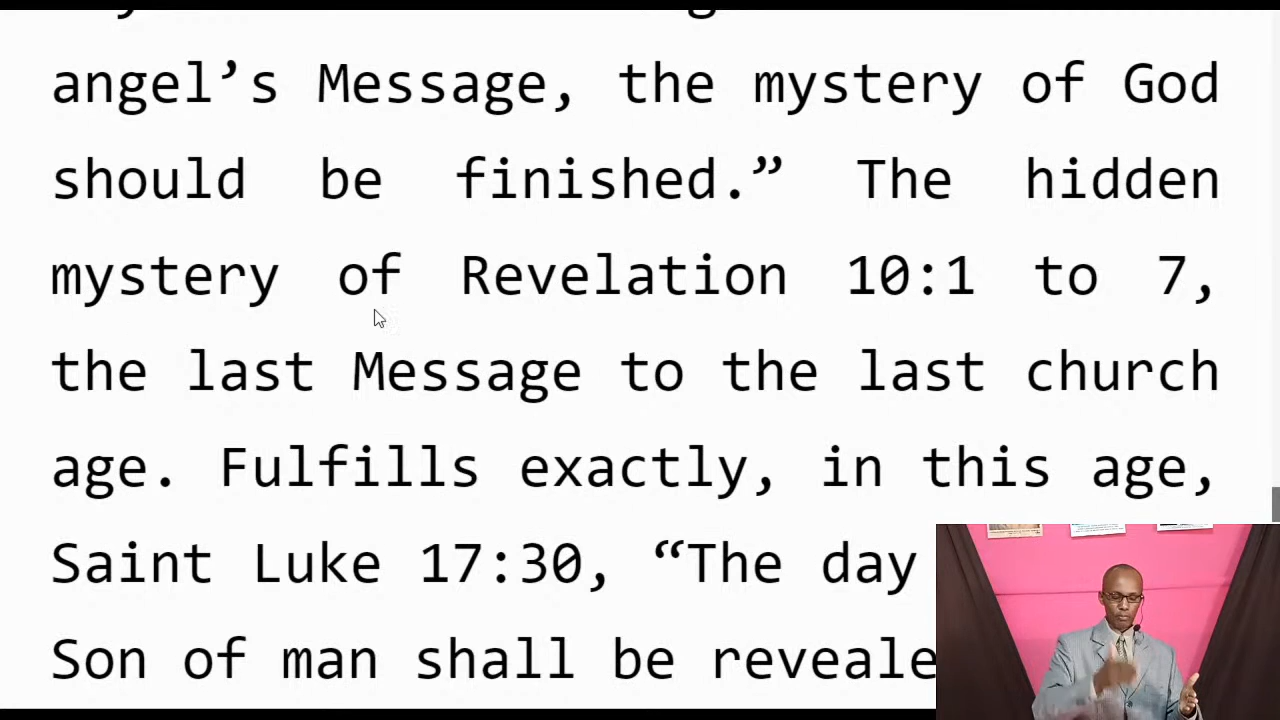 angel’s Message, the mystery of God
should be finished.” The hidden
mystery of Revelation 10:1 to 7,
the last Message to the last church
age. Fulfills exactly, in this age,
Saint Luke 17:30, “The day
Son of man shall be reveale